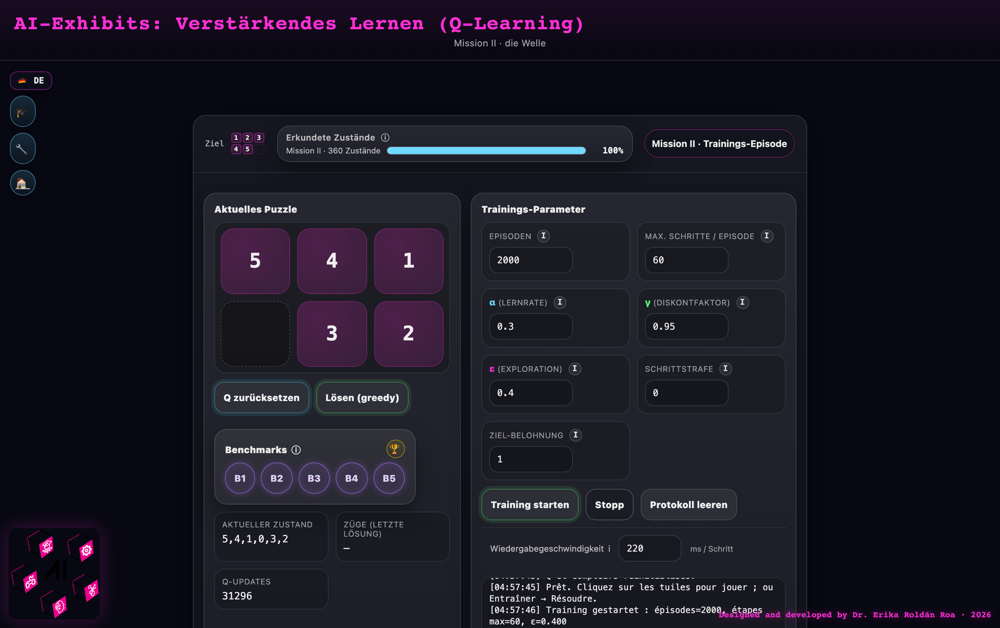 AI-Exhibits: Verstärkendes Lernen (Q-Learning)
Mission II · die Welle
DE
Ziel
1 2 3
4 5
Erkundete Zustände
Mission II · 360 Zustände 100%
Mission II · Trainings-Episode
Aktuelles Puzzle
5 4 1
3 2
Q zurücksetzen
Lösen (greedy)
Benchmarks
B1 B2 B3 B4 B5
AKTUELLER ZUSTAND
5,4,1,0,3,2
ZÜGE (LETZTE
LÖSUNG)
—
Q-UPDATES
31296
Trainings-Parameter
EPISODEN I
2000
MAX. SCHRITTE / EPISODE I
60
α (LERNRATE) I
0.3
γ (DISKONTFAKTOR) I
0.95
ε (EXPLORATION) I
0.4
SCHRITTSTRAFE I
0
ZIEL-BELOHNUNG I
1
Training starten
Stopp
Protokoll leeren
Wiedergabegeschwindigkeit i 220 ms / Schritt
[04:57:45] Prêt. Cliquez sur les tuiles pour jouer ; ou
Entraîner → Résoudre.
[04:57:46] Training gestartet : épisodes=2000, étapes
max=60, ε=0.400
Designed and developed by Dr. Erika Roldán Roa · 2026
AI